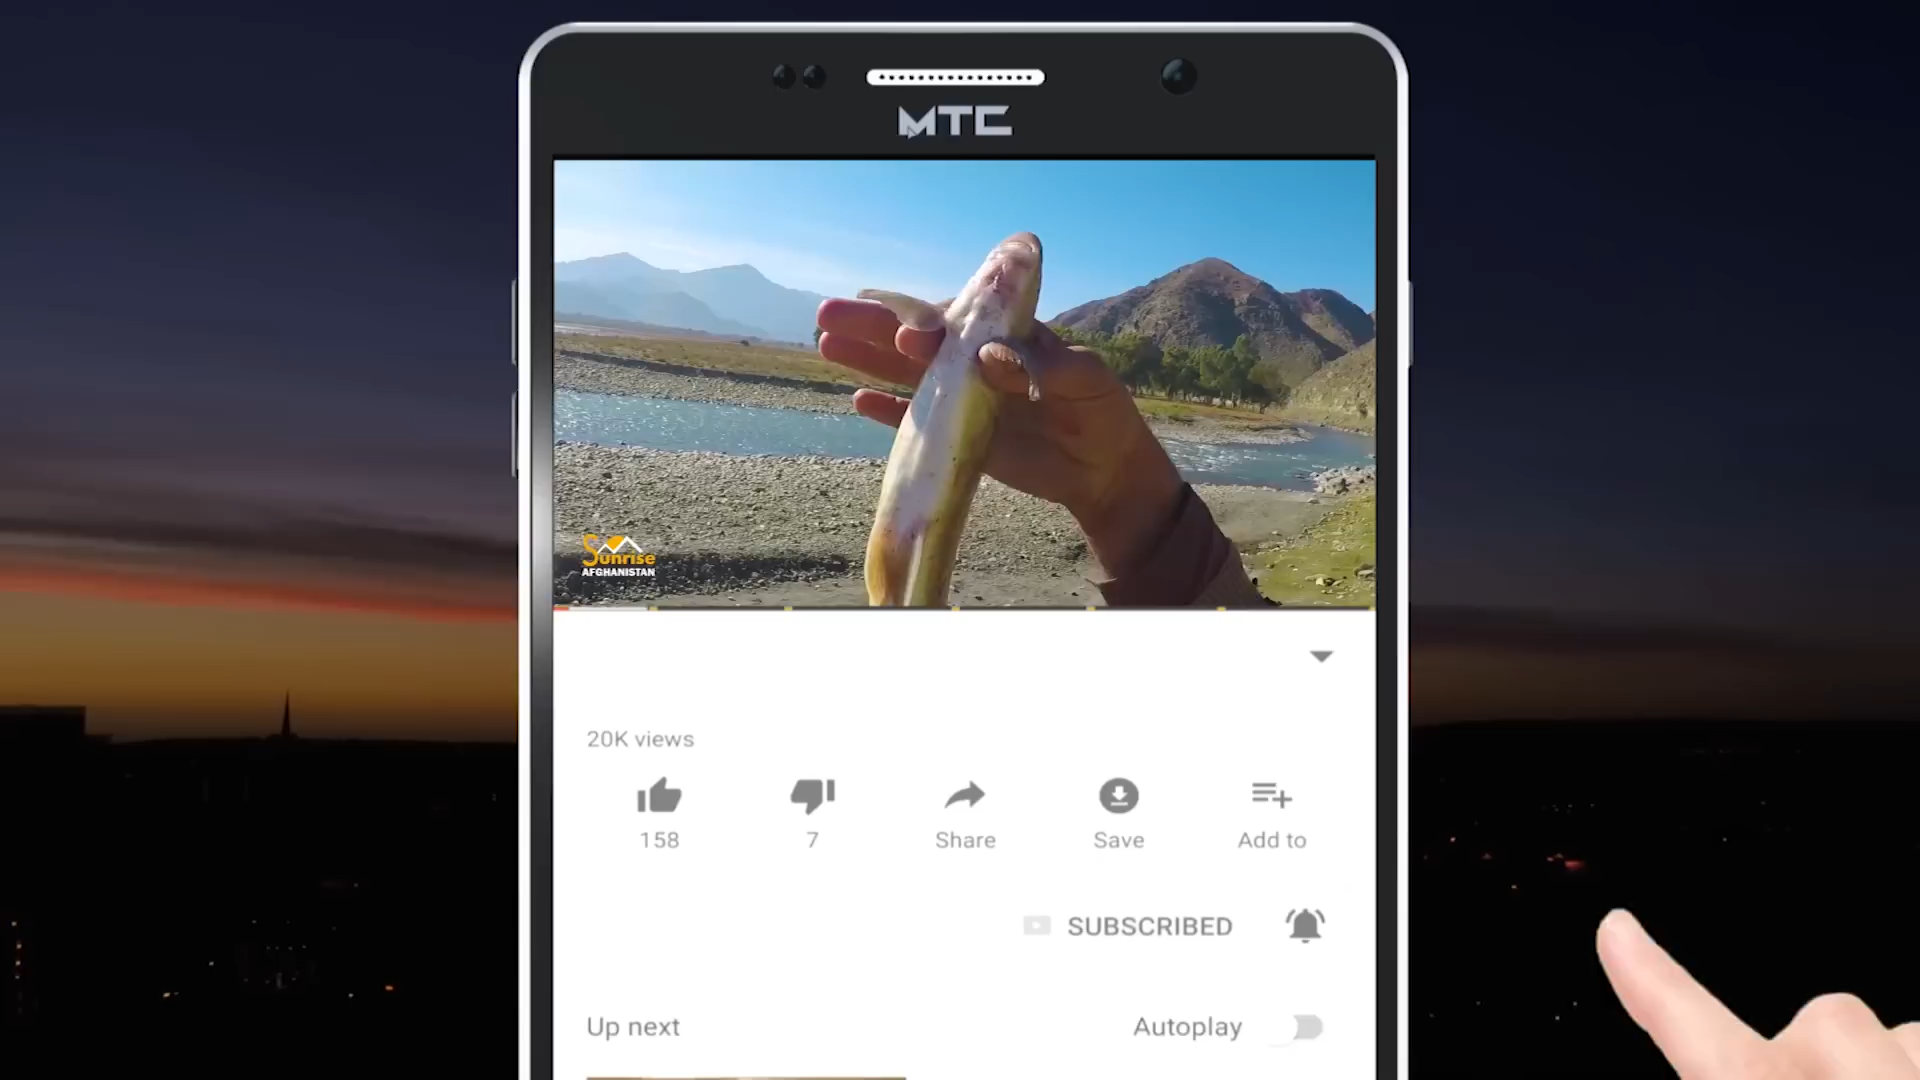 MTC
Sunrise
AFGHANISTAN
20K views
158
7
Share
Save
Add to
SUBSCRIBED
Up next
Autoplay